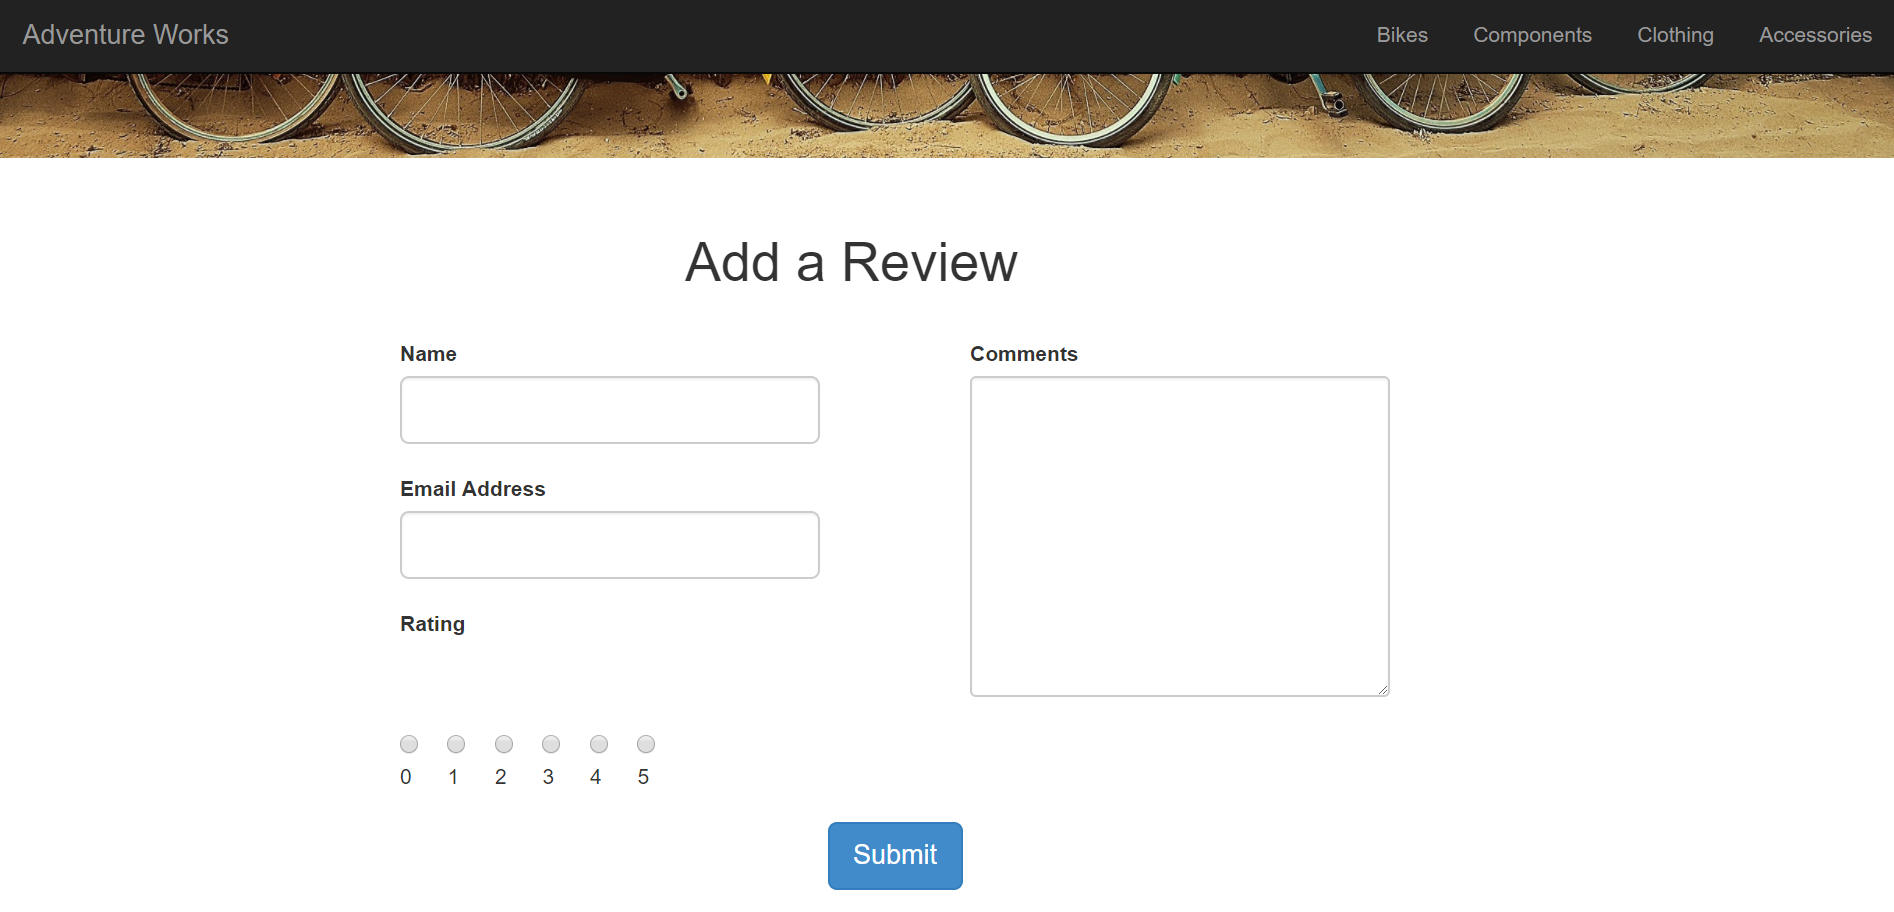 Adventure Works
Bikes Components Clothing Accessories
Add a Review
Name
Email Address
Rating
0 1 2 3 4 5
Comments
Submit